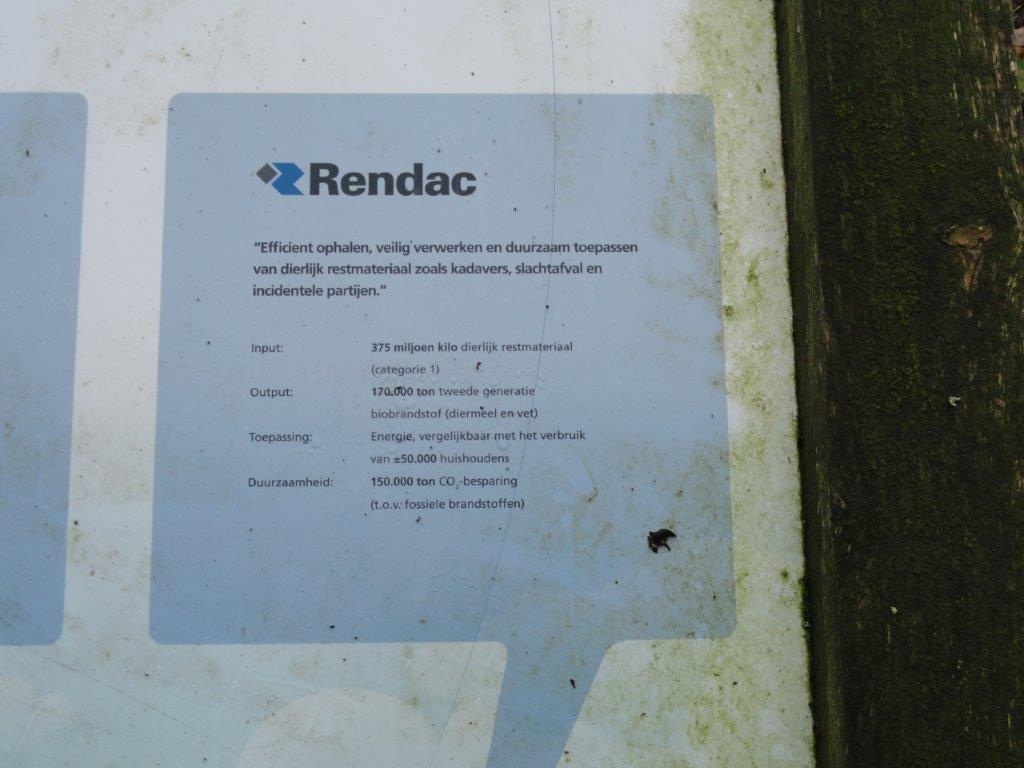 Rendac
“Efficient ophalen, veilig verwerken en duurzaam toepassen
van dierlijk restmateriaal zoals kadavers, slachtafval en
incidentele partijen.”
Input: 375 miljoen kilo dierlijk restmateriaal
(categorie 1)
Output: 170.000 ton tweede generatie
biobrandstof (diermeel en vet)
Toepassing: Energie, vergelijkbaar met het verbruik
van ±50.000 huishoudens
Duurzaamheid: 150.000 ton CO₂-besparing
(t.o.v. fossiele brandstoffen)